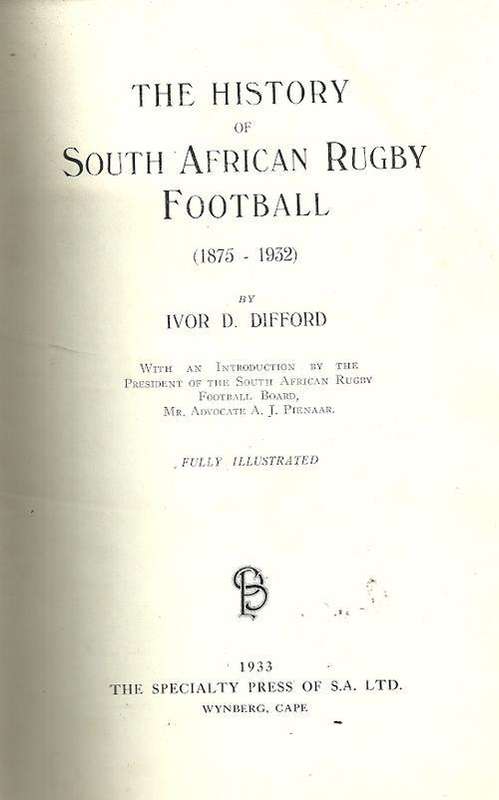 THE HISTORY
OF
SOUTH AFRICAN RUGBY
FOOTBALL
(1875 - 1932)
BY
IVOR D. DIFFORD
WITH AN INTRODUCTION BY THE
PRESIDENT OF THE SOUTH AFRICAN RUGBY
FOOTBALL BOARD,
MR. ADVOCATE A. J. PIENAAR.
FULLY ILLUSTRATED
1933
THE SPECIALTY PRESS OF S.A. LTD.
WYNBERG, CAPE